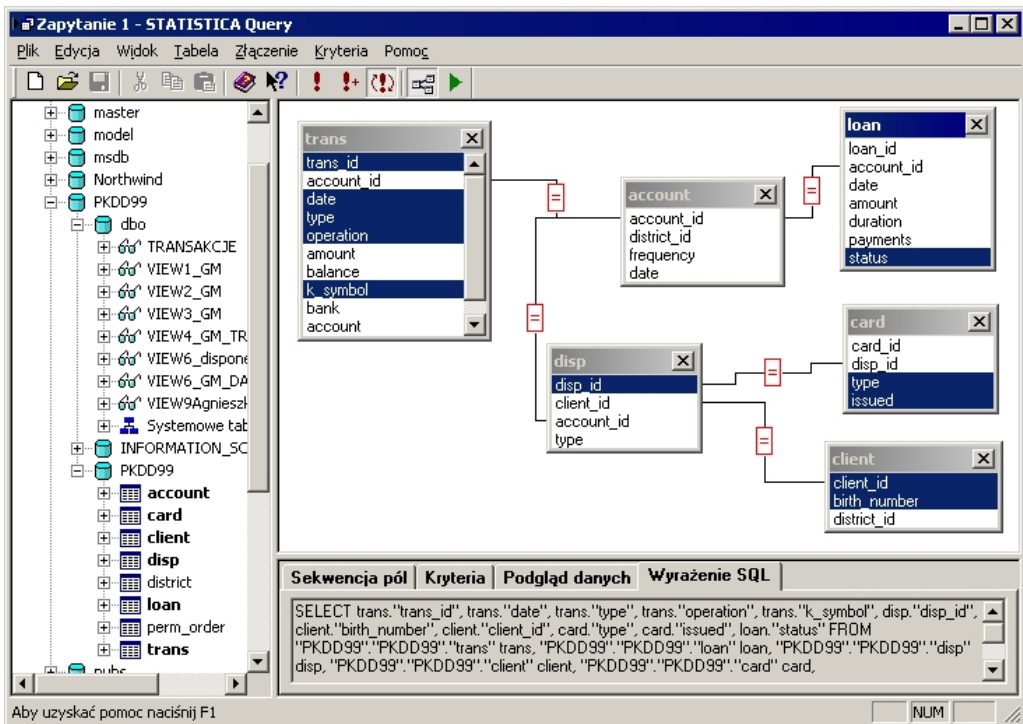 Zapytanie 1 - STATISTICA Query
Plik Edycja Widok Tabela Złączenie Kryteria Pomoc
master
model
msdb
Northwind
PKDD99
dbo
TRANSAKCJE
VIEW1_GM
VIEW2_GM
VIEW3_GM
VIEW4_GM_TR
VIEW6_dispone
VIEW6_GM_DA
VIEW9Agniesz
Systemowe tab
INFORMATION_SC
PKDD99
account
card
client
disp
district
loan
perm_order
trans
trans
trans_id
account_id
date
type
operation
amount
balance
k_symbol
bank
account
account
account_id
district_id
frequency
date
loan
loan_id
account_id
date
amount
duration
payments
status
disp
disp_id
client_id
account_id
type
card
card_id
disp_id
type
issued
client
client_id
birth_number
district_id
Sekwencja pól Kryteria Podgląd danych Wyrażenie SQL
SELECT trans."trans_id", trans."date", trans."type", trans."operation", trans."k_symbol", disp."disp_id",
client."birth_number", client."client_id", card."type", card."issued", loan."status" FROM
"PKDD99"."PKDD99"."trans" trans, "PKDD99"."PKDD99"."loan" loan, "PKDD99"."PKDD99"."disp"
disp, "PKDD99"."PKDD99"."client" client, "PKDD99"."PKDD99"."card" card,
Aby uzyskać pomoc naciśnij F1
NUM